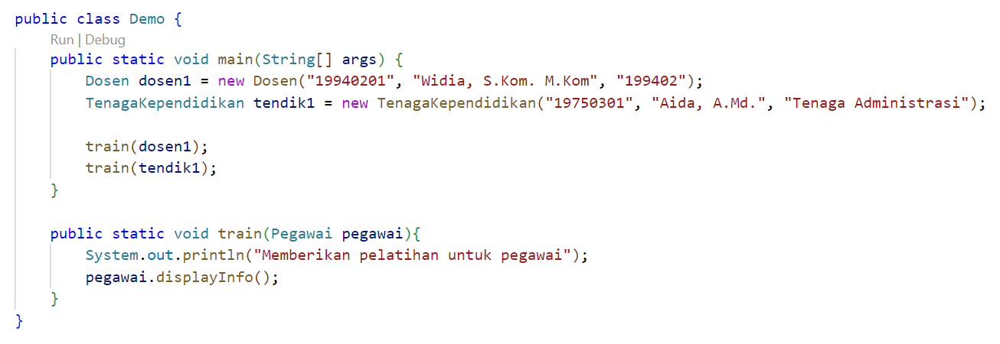 public class Demo {
Run | Debug
public static void main(String[] args) {
Dosen dosen1 = new Dosen("19940201", "Widia, S.Kom. M.Kom", "199402");
TenagaKependidikan tendik1 = new TenagaKependidikan("19750301", "Aida, A.Md.", "Tenaga Administrasi");
train(dosen1);
train(tendik1);
}
public static void train(Pegawai pegawai){
System.out.println("Memberikan pelatihan untuk pegawai");
pegawai.displayInfo();
}
}